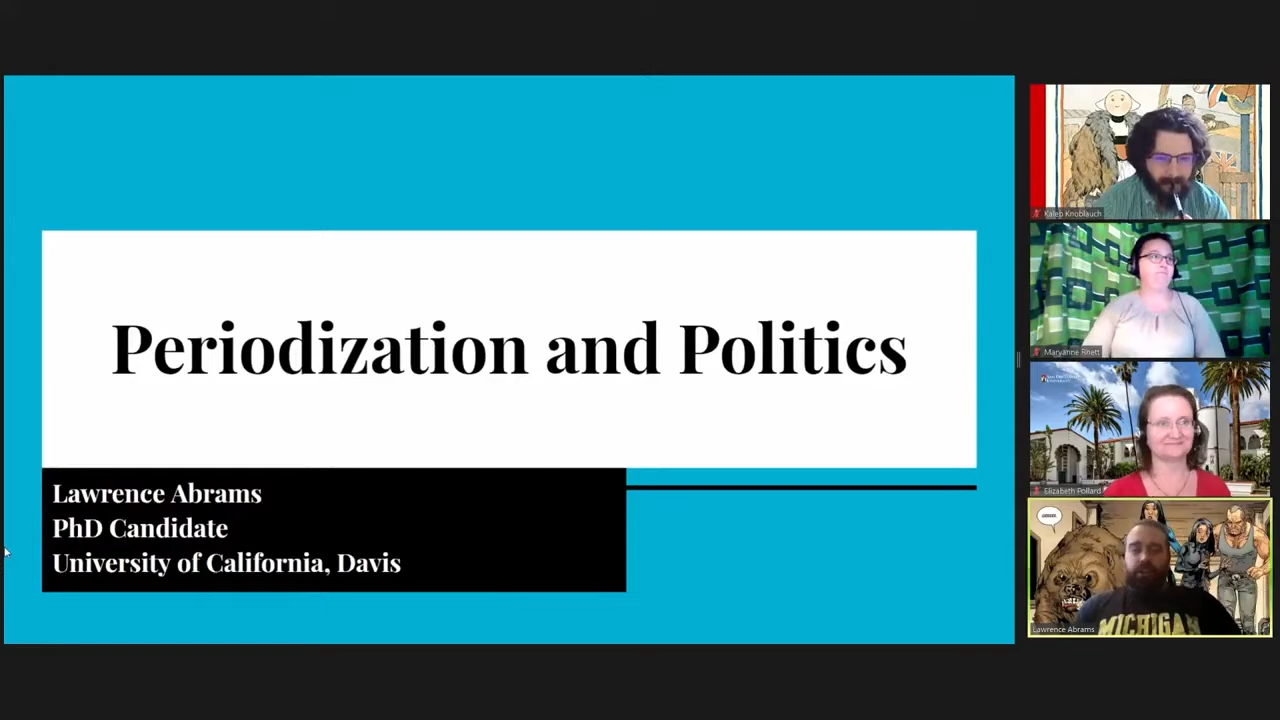 Periodization and Politics
Lawrence Abrams
PhD Candidate
University of California, Davis
Kaleb Knoblauch
Maryanne Rhett
Elizabeth Pollard
MICHIGAN
Lawrence Abrams